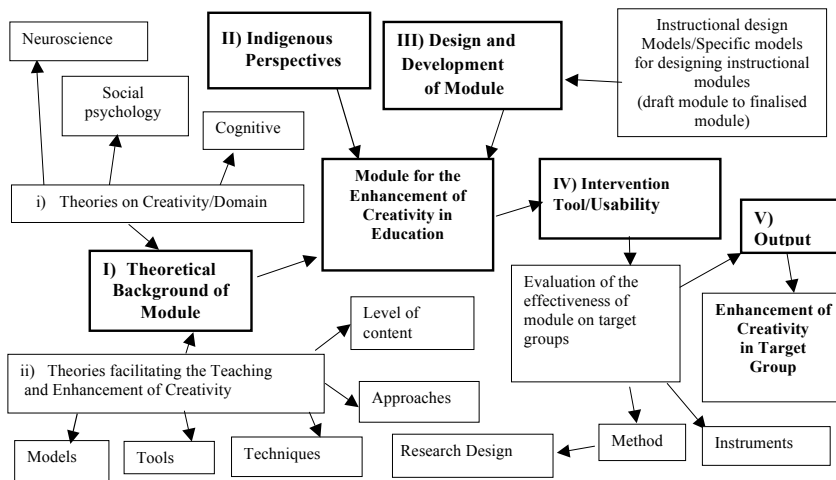 Neuroscience
II) Indigenous
Perspectives
III) Design and
Development
of Module
Instructional design
Models/Specific models
for designing instructional
modules
(draft module to finalised
module)
Social
psychology
Cognitive
i) Theories on Creativity/Domain
Module for the
Enhancement of
Creativity in
Education
IV) Intervention
Tool/Usability
V)
Output
I) Theoretical
Background of
Module
Evaluation of the
effectiveness of
module on target
groups
Enhancement of
Creativity
in Target
Group
Level of
content
ii) Theories facilitating the Teaching
and Enhancement of Creativity
Approaches
Models
Tools
Techniques
Research Design
Method
Instruments